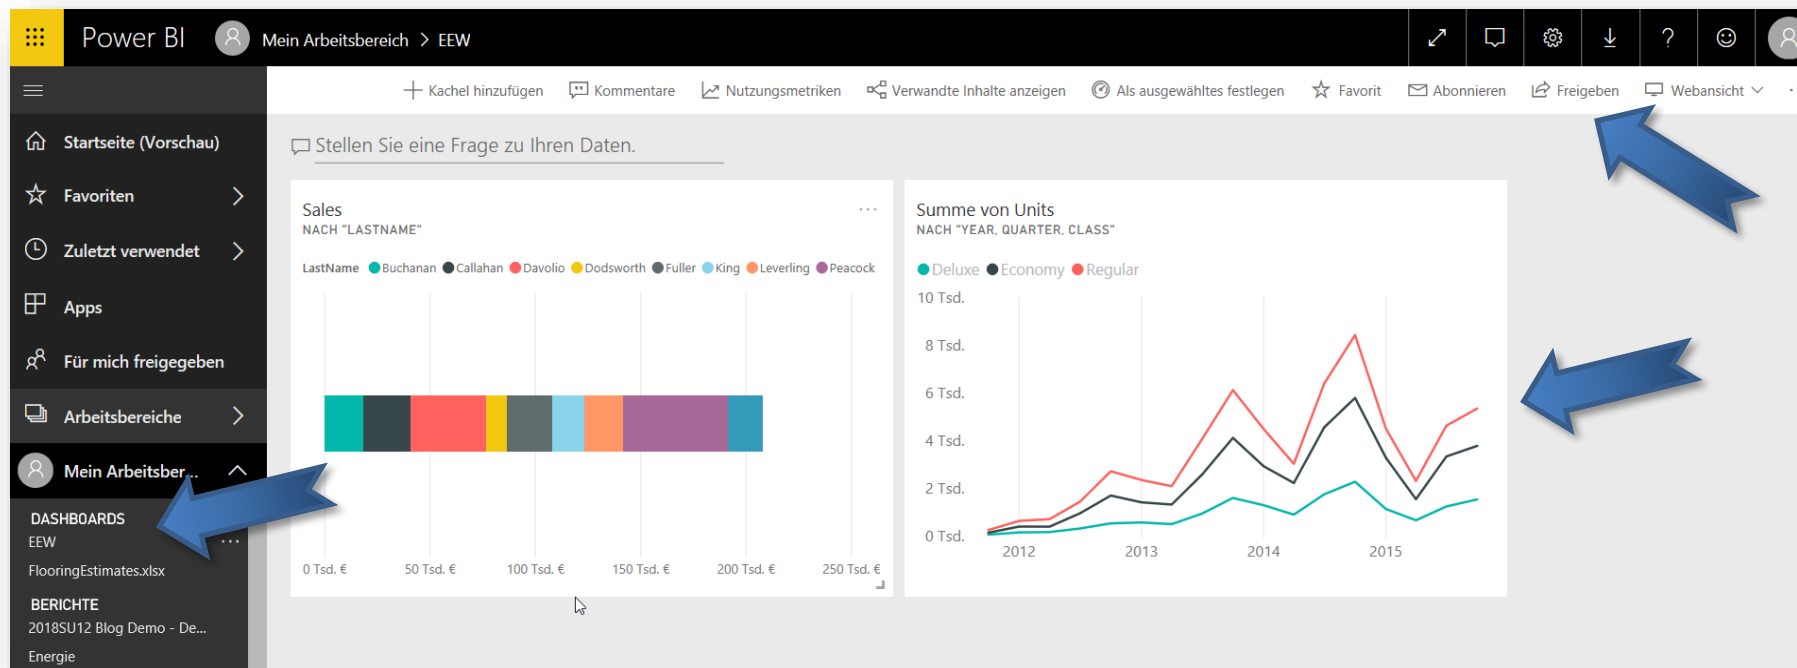 Power BI
Mein Arbeitsbereich > EEW
Kachel hinzufügen Kommentare Nutzungsmetriken Verwandte Inhalte anzeigen Als ausgewähltes festlegen Favorit Abonnieren Freigeben Webansicht
Startseite (Vorschau)
Favoriten
Zuletzt verwendet
Apps
Für mich freigegeben
Arbeitsbereiche
Mein Arbeitsber...
DASHBOARDS
EEW
FlooringEstimates.xlsx
BERICHTE
2018SU12 Blog Demo - De...
Energie
Stellen Sie eine Frage zu Ihren Daten.
Sales
NACH "LASTNAME"
LastName Buchanan Callahan Davolio Dodsworth Fuller King Leverling Peacock
0 Tsd. € 50 Tsd. € 100 Tsd. € 150 Tsd. € 200 Tsd. € 250 Tsd. €
Summe von Units
NACH "YEAR, QUARTER, CLASS"
Deluxe Economy Regular
10 Tsd.
8 Tsd.
6 Tsd.
4 Tsd.
2 Tsd.
0 Tsd.
2012 2013 2014 2015